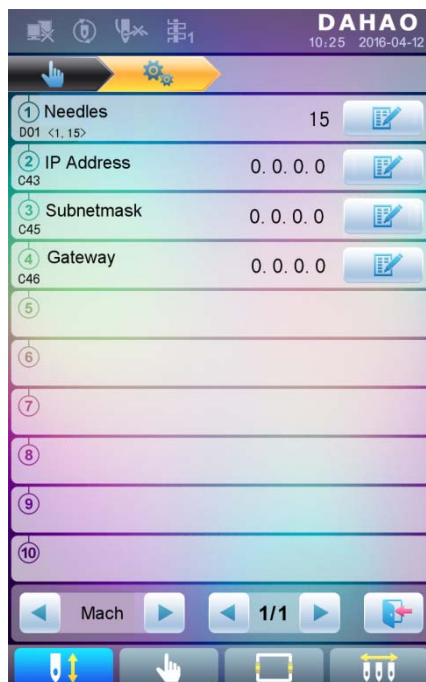 DAHAO
10:25 2016-04-12
1 Needles 15
D01 <1, 15>
2 IP Address 0. 0. 0. 0
C43
3 Subnetmask 0. 0. 0. 0
C45
4 Gateway 0. 0. 0. 0
C46
5
6
7
8
9
10
Mach 1/1